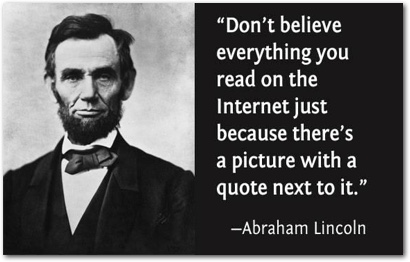 “Don’t believe
everything you
read on the
Internet just
because there’s
a picture with a
quote next to it.”
—Abraham Lincoln